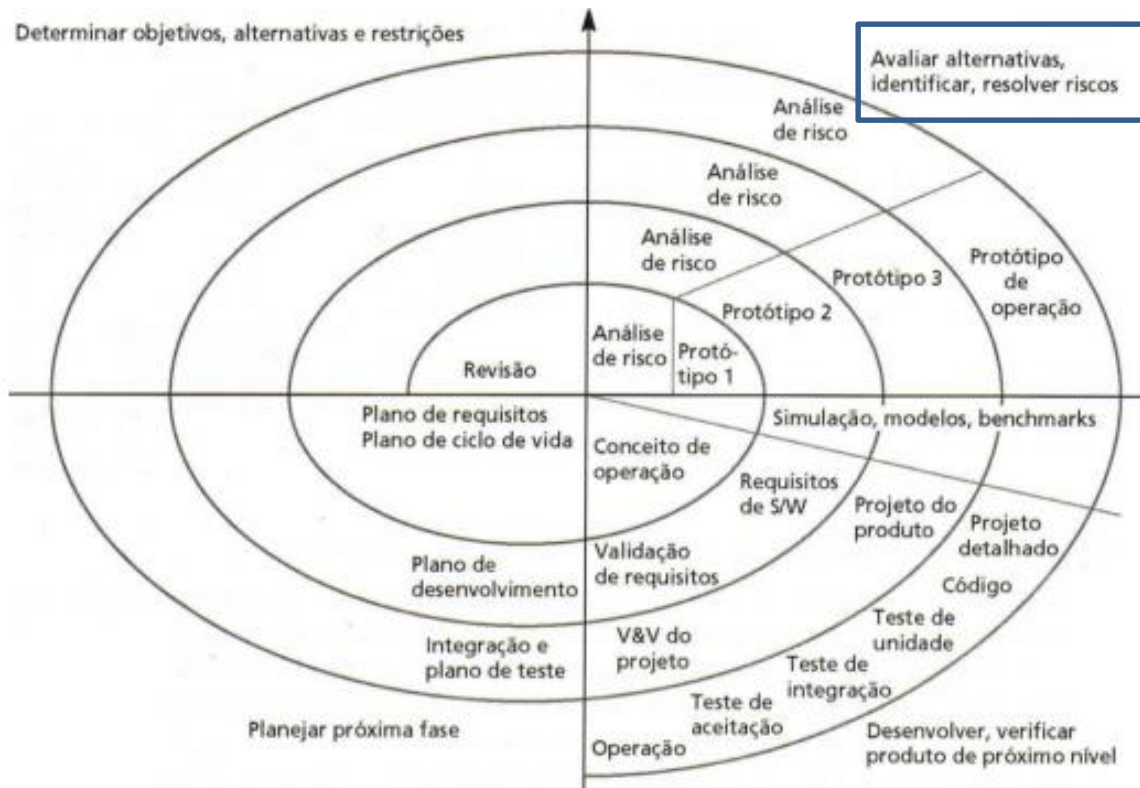 Determinar objetivos, alternativas e restrições
Avaliar alternativas,
identificar, resolver riscos
Análise
de risco
Análise
de risco
Análise
de risco
Análise
de risco
Protó-
tipo 1
Protótipo 2
Protótipo 3
Protótipo
de
operação
Revisão
Plano de requisitos
Plano de ciclo de vida
Simulação, modelos, benchmarks
Conceito de
operação
Requisitos
de S/W
Projeto do
produto
Projeto
detalhado
Código
Plano de
desenvolvimento
Validação
de requisitos
Teste de
unidade
Integração e
plano de teste
V&V do
projeto
Teste de
integração
Teste de
aceitação
Planejar próxima fase
Operação
Desenvolver, verificar
produto de próximo nível